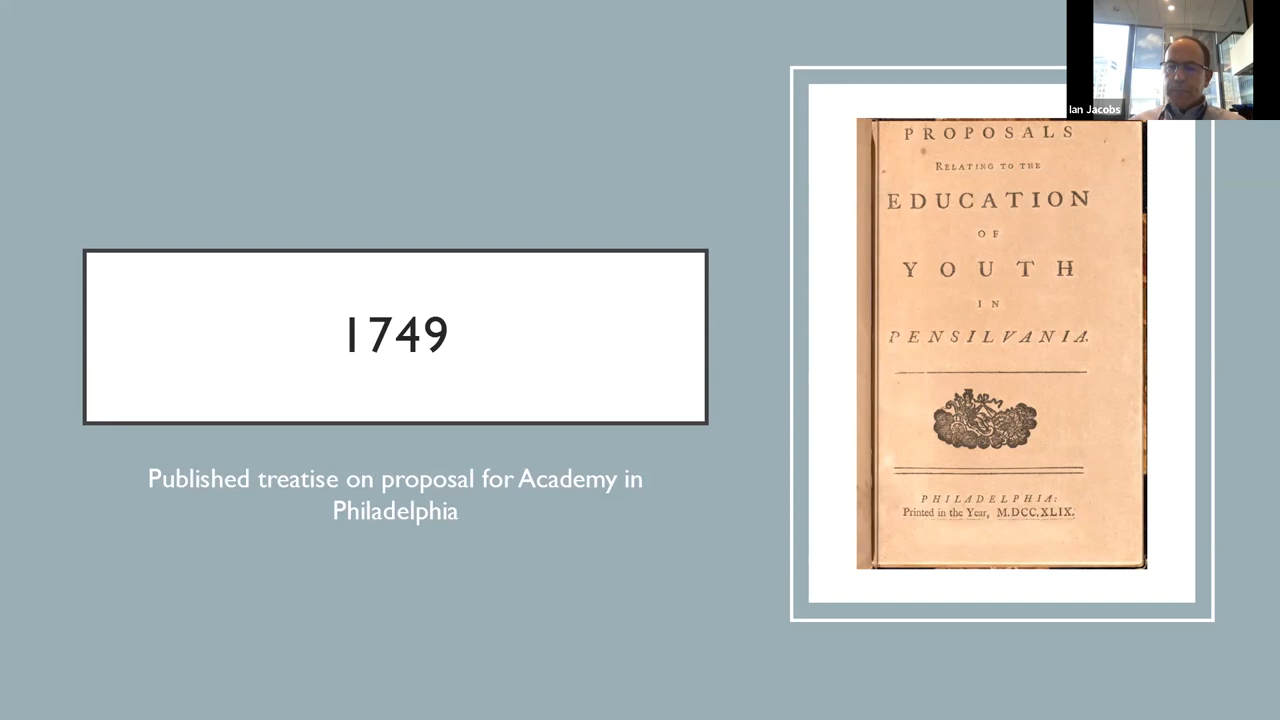 1749
Published treatise on proposal for Academy in
Philadelphia
Ian Jacobs
PROPOSALS
RELATING TO THE
EDUCATION
OF
YOUTH
IN
PENSILVANIA.
PHILADELPHIA:
Printed in the Year, M.DCC.XLIX.